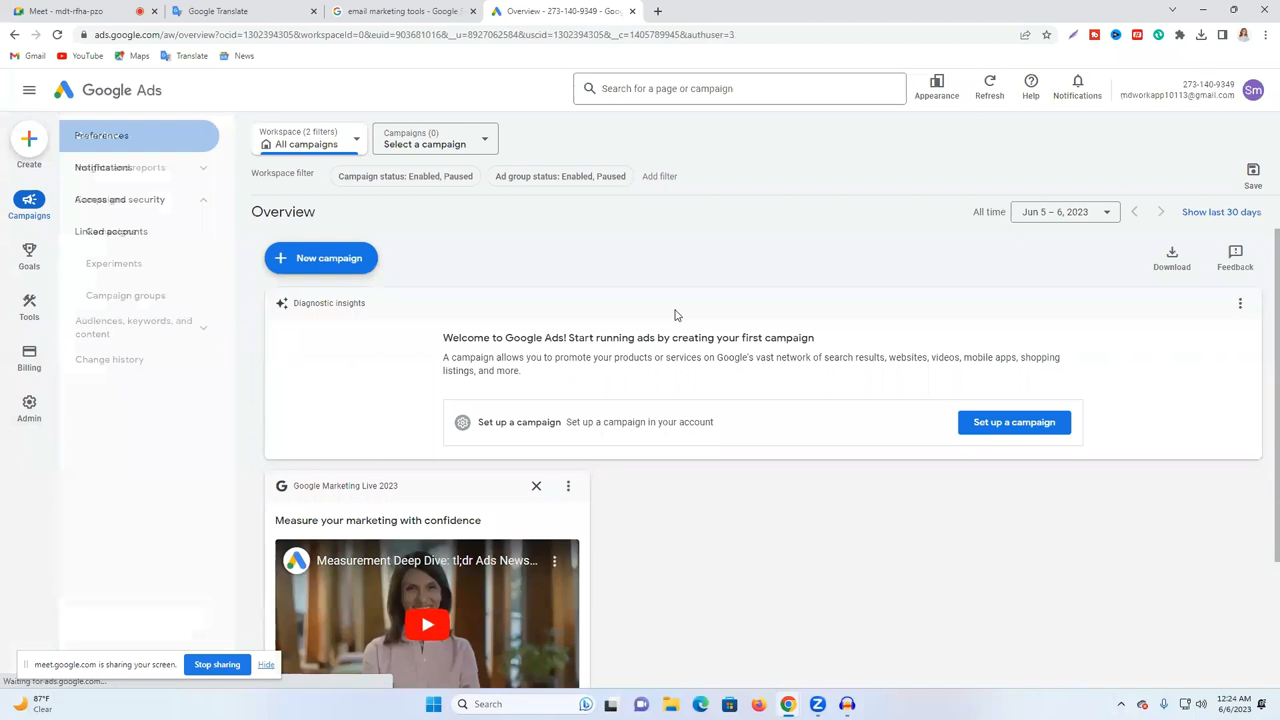 Meet - mdt-rfna-pzo
Google Translate
email marketing tools - Google S
Overview - 273-140-9349 - Google
ads.google.com/aw/overview?ocid=1302394305&workspaceId=0&euid=903681016&__u=8927062584&uscid=1302394305&__c=1405789945&authuser=3
Gmail
YouTube
Maps
Translate
News
Google Ads
Search for a page or campaign
Appearance
Refresh
Help
Notifications
273-140-9349
mdworkapp10113@gmail.com
Sm
Create
Campaigns
Goals
Tools
Billing
Admin
Preferences
Notifications
Access and security
Linked accounts
Experiments
Campaign groups
Audiences, keywords, and
content
Change history
Workspace (2 filters)
All campaigns
Campaigns (0)
Select a campaign
Workspace filter
Campaign status: Enabled, Paused
Ad group status: Enabled, Paused
Add filter
Save
Overview
All time
Jun 5 – 6, 2023
Show last 30 days
New campaign
Download
Feedback
Diagnostic insights
Welcome to Google Ads! Start running ads by creating your first campaign
A campaign allows you to promote your products or services on Google's vast network of search results, websites, videos, mobile apps, shopping
listings, and more.
Set up a campaign Set up a campaign in your account
Set up a campaign
Google Marketing Live 2023
Measure your marketing with confidence
Measurement Deep Dive: tl;dr Ads News...
meet.google.com is sharing your screen.
Stop sharing
Hide
Waiting for ads.google.com...
87°F
Clear
Search
12:24 AM
6/6/2023